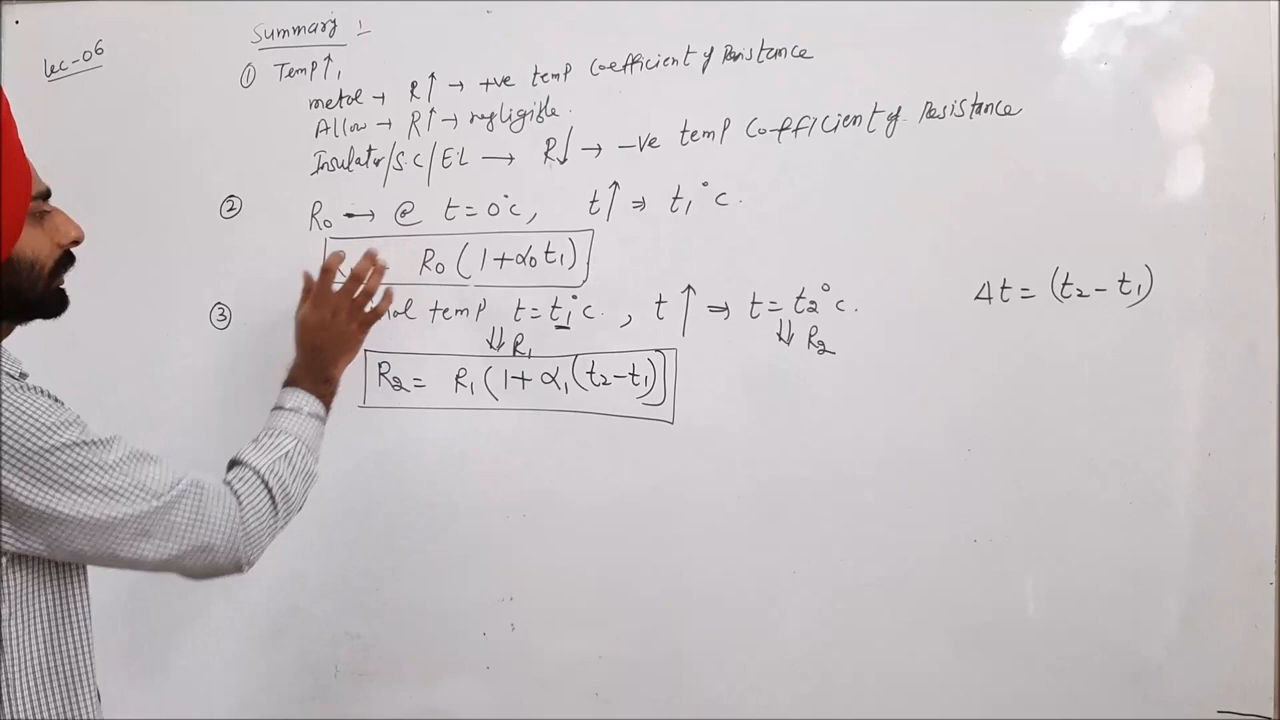 Lec-06
Summary :
① Temp↑,
metal → R↑ → +ve temp coefficient of Resistance
Allow → R↑ → negligible.
Insulator/S.C/E.L → R↓ → -ve temp cofficient of Resistance
② R₀ → @ t=0°c, t↑ ⇒ t₁°c.
R₀(1+α₀t₁)
③ temp t=t₁°c. , t↑ ⇒ t=t₂°c.
Δt=(t₂-t₁)
⇓ R₁ ⇓ R₂
R₂= R₁(1+α₁(t₂-t₁))